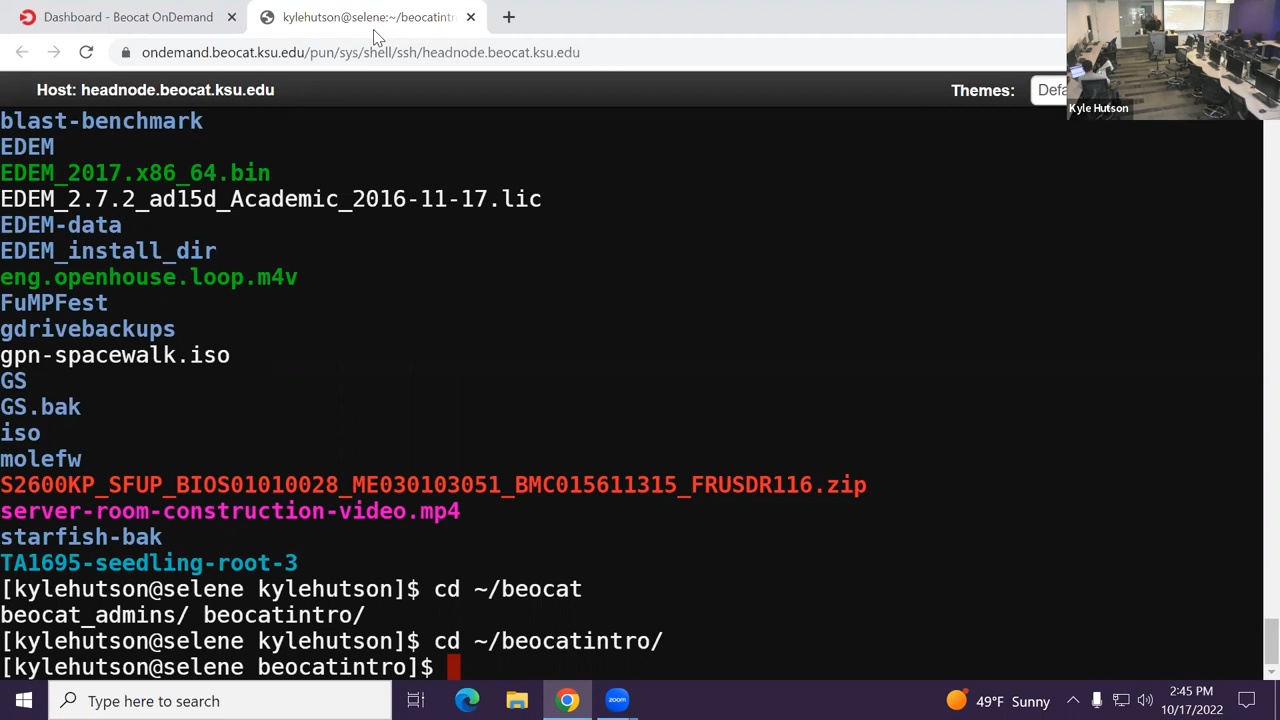 Dashboard - Beocat OnDemand
kylehutson@selene:~/beocatintr
ondemand.beocat.ksu.edu/pun/sys/shell/ssh/headnode.beocat.ksu.edu
Host: headnode.beocat.ksu.edu
Themes:
Defa
Kyle Hutson
blast-benchmark
EDEM
EDEM_2017.x86_64.bin
EDEM_2.7.2_ad15d_Academic_2016-11-17.lic
EDEM-data
EDEM_install_dir
eng.openhouse.loop.m4v
FuMPFest
gdrivebackups
gpn-spacewalk.iso
GS
GS.bak
iso
molefw
S2600KP_SFUP_BIOS01010028_ME030103051_BMC015611315_FRUSDR116.zip
server-room-construction-video.mp4
starfish-bak
TA1695-seedling-root-3
[kylehutson@selene kylehutson]$ cd ~/beocat
beocat_admins/ beocatintro/
[kylehutson@selene kylehutson]$ cd ~/beocatintro/
[kylehutson@selene beocatintro]$
Type here to search
zoom
49°F Sunny
2:45 PM
10/17/2022